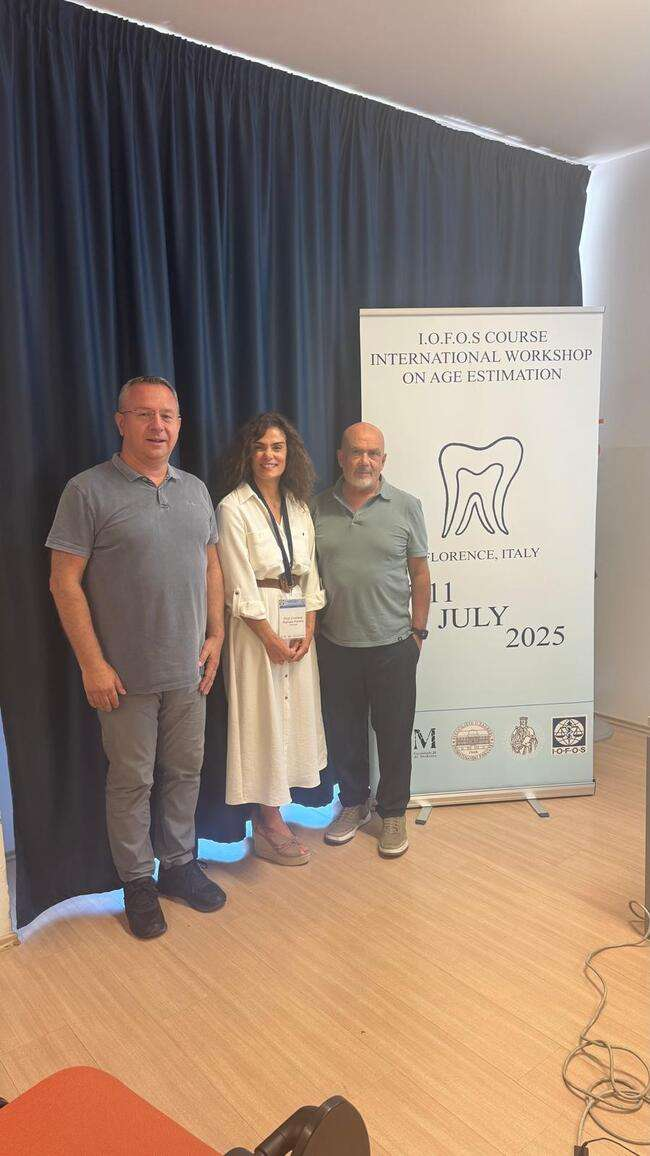 I.O.F.O.S COURSE
INTERNATIONAL WORKSHOP
ON AGE ESTIMATION
FLORENCE, ITALY
11
JULY
2025
M
I•O•F•O•S